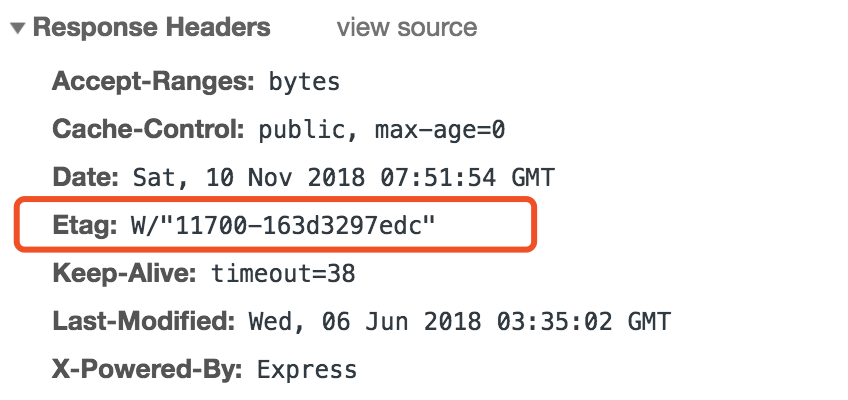 Response Headers view source
Accept-Ranges: bytes
Cache-Control: public, max-age=0
Date: Sat, 10 Nov 2018 07:51:54 GMT
Etag: W/"11700-163d3297edc"
Keep-Alive: timeout=38
Last-Modified: Wed, 06 Jun 2018 03:35:02 GMT
X-Powered-By: Express